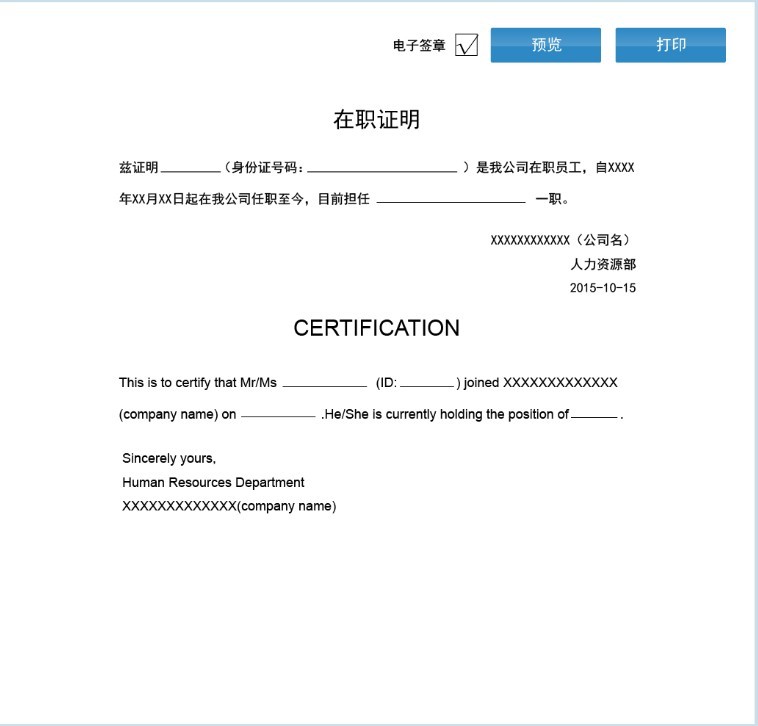 电子签章 预览 打印
在职证明
兹证明________（身份证号码：____________________）是我公司在职员工，自XXXX
年XX月XX日起在我公司任职至今，目前担任 ____________________ 一职。
XXXXXXXXXXXX（公司名）
人力资源部
2015-10-15
CERTIFICATION
This is to certify that Mr/Ms ____________ (ID: ________) joined XXXXXXXXXXXXX
(company name) on __________ .He/She is currently holding the position of ______ .
Sincerely yours,
Human Resources Department
XXXXXXXXXXXXX(company name)